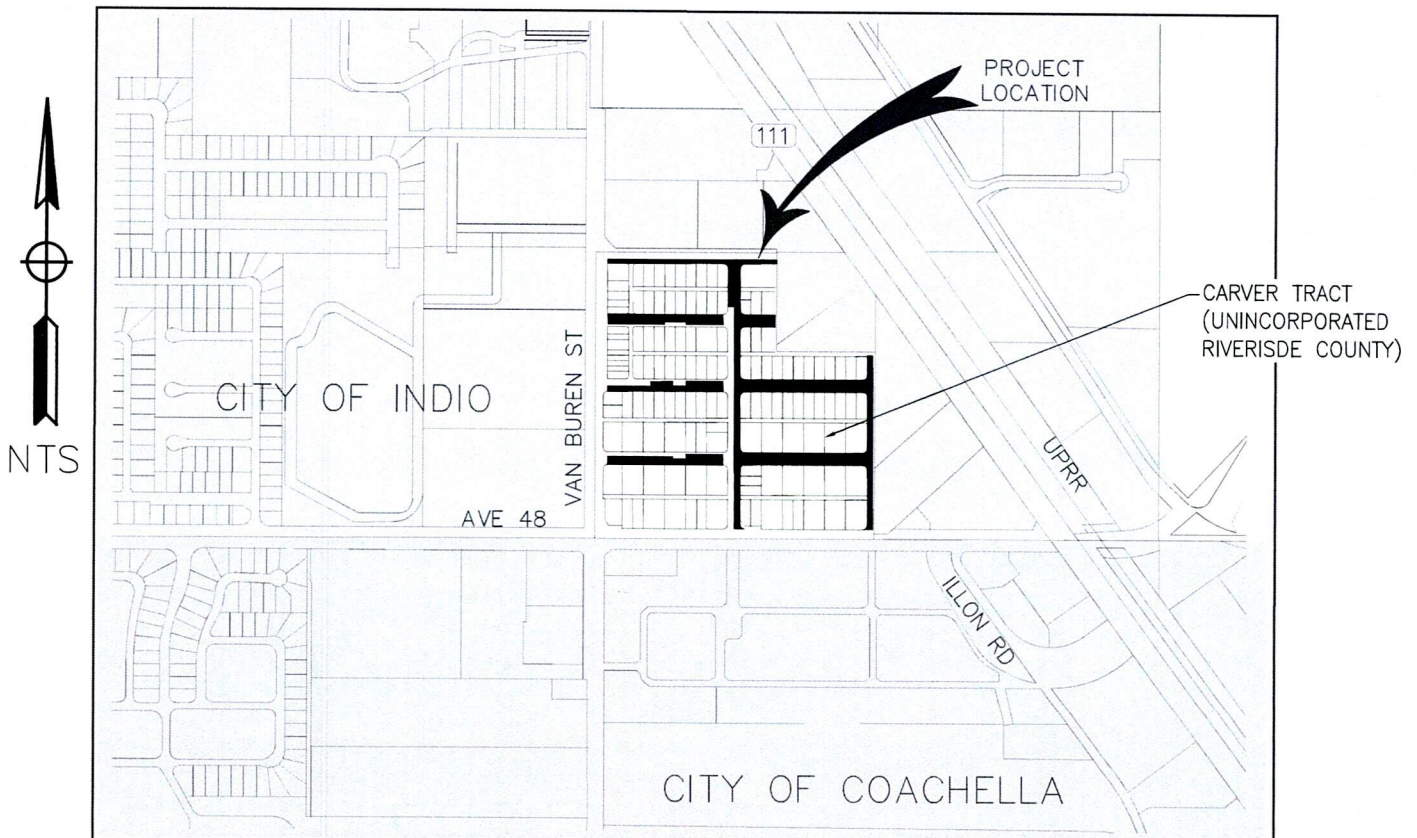 PROJECT
LOCATION
111
CARVER TRACT
(UNINCORPORATED
RIVERISDE COUNTY)
NTS
CITY OF INDIO
VAN BUREN ST
UPRR
AVE 48
ILLON RD
CITY OF COACHELLA